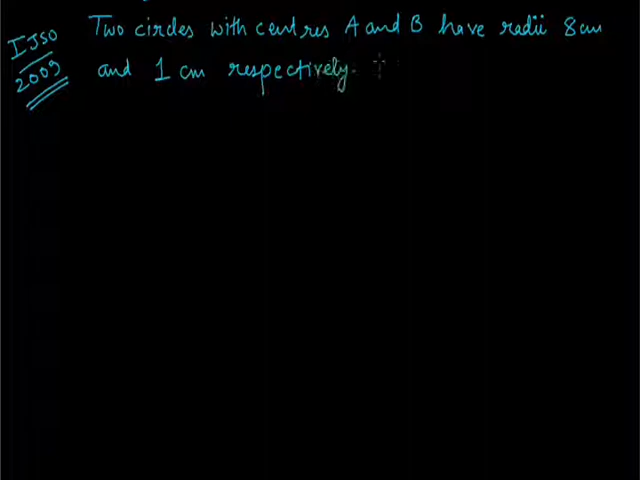 IJSO Two circles with centres A and B have radii 8 cm
2009 and 1 cm respectively.